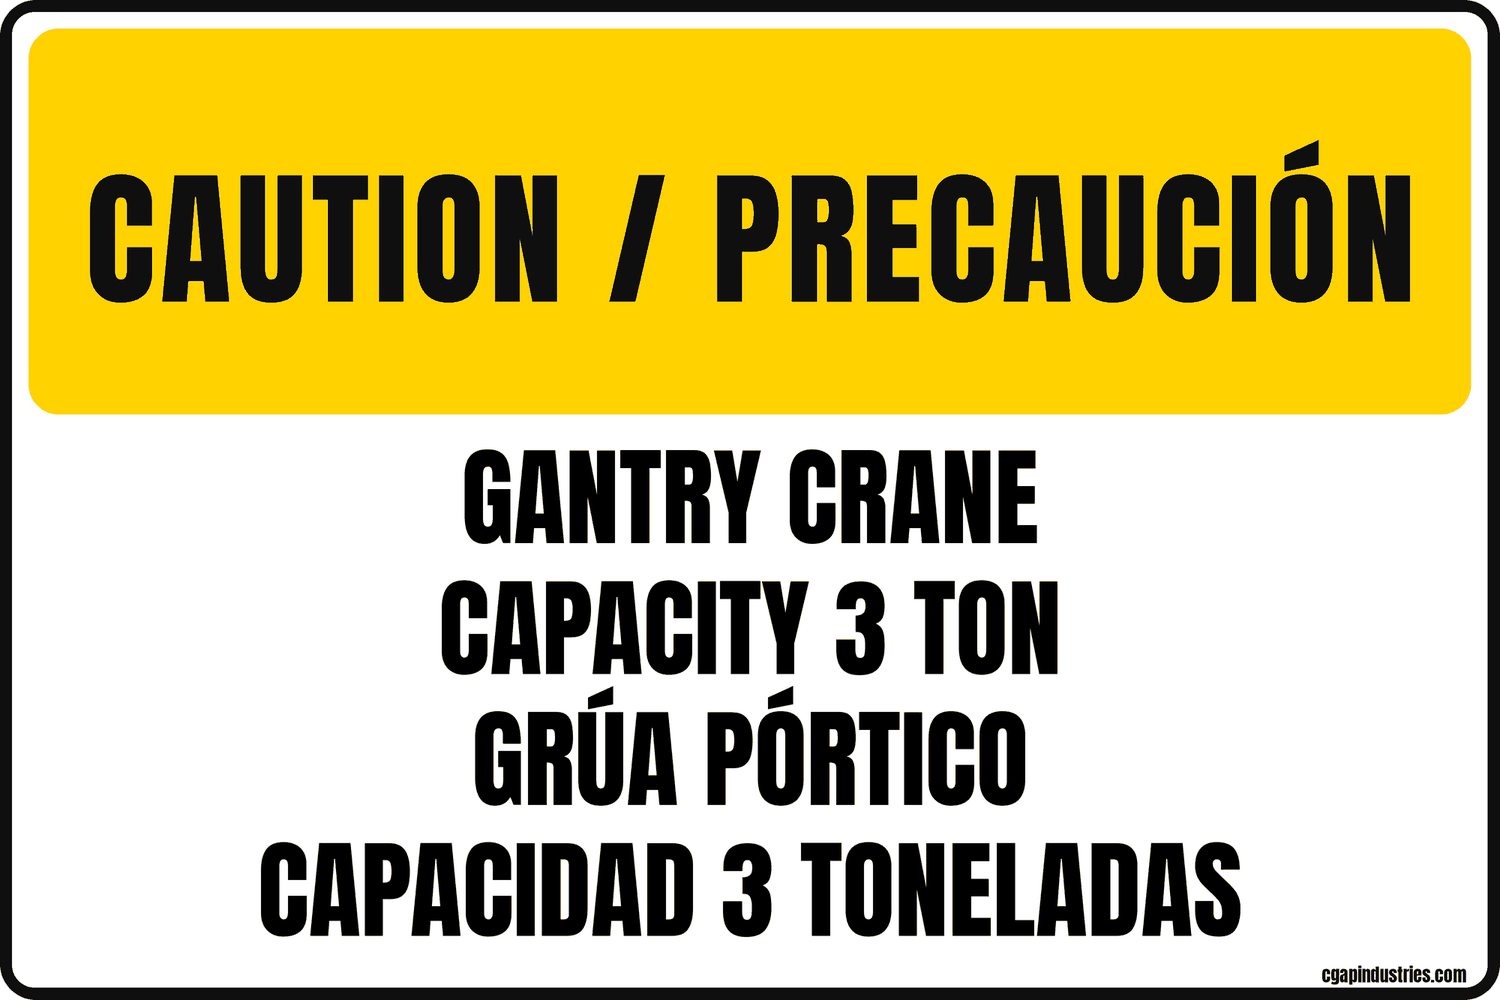 CAUTION / PRECAUCIÓN
GANTRY CRANE
CAPACITY 3 TON
GRÚA PÓRTICO
CAPACIDAD 3 TONELADAS
cgapindustries.com